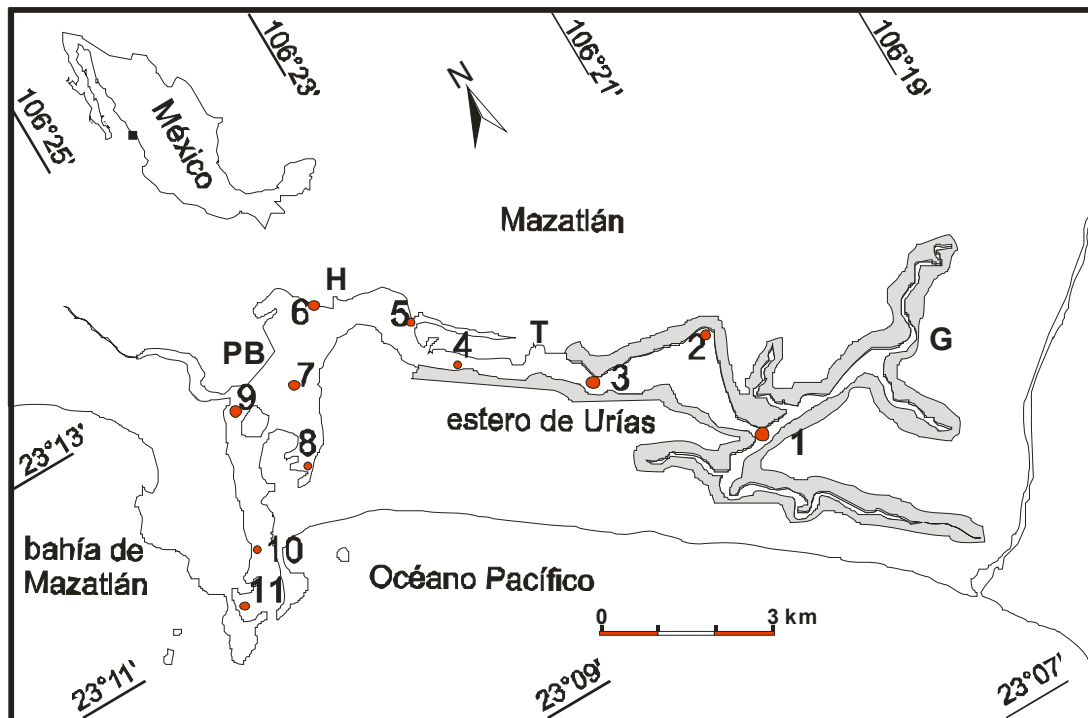 106°23'
106°21'
106°19'
106°25'
México
N
Mazatlán
H
6
5
T
4
2
G
PB
7
3
9
estero de Urías
1
8
23°13'
bahía de
Mazatlán
10
11
Océano Pacífico
0
3 km
23°11'
23°09'
23°07'